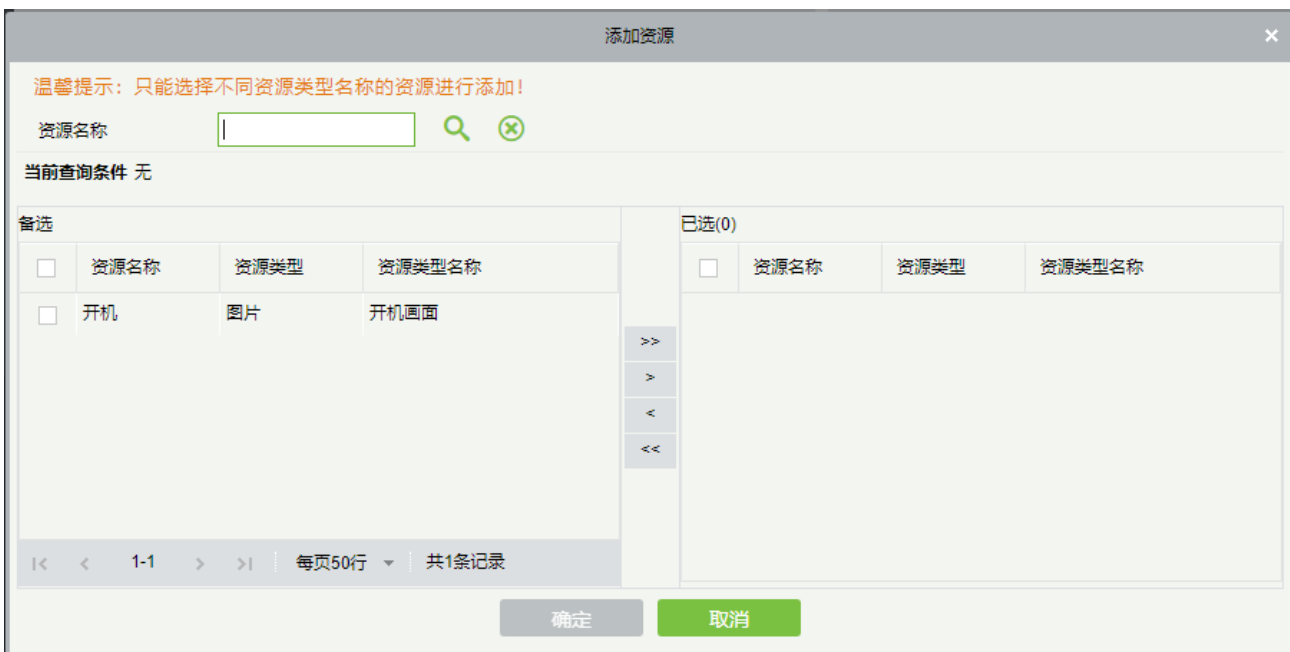 添加资源 ×
温馨提示：只能选择不同资源类型名称的资源进行添加！
资源名称
当前查询条件 无
备选
已选(0)
资源名称 资源类型 资源类型名称
资源名称 资源类型 资源类型名称
开机 图片 开机画面
>>
>
<
<<
|< < 1-1 > >| 每页50行 共1条记录
确定 取消